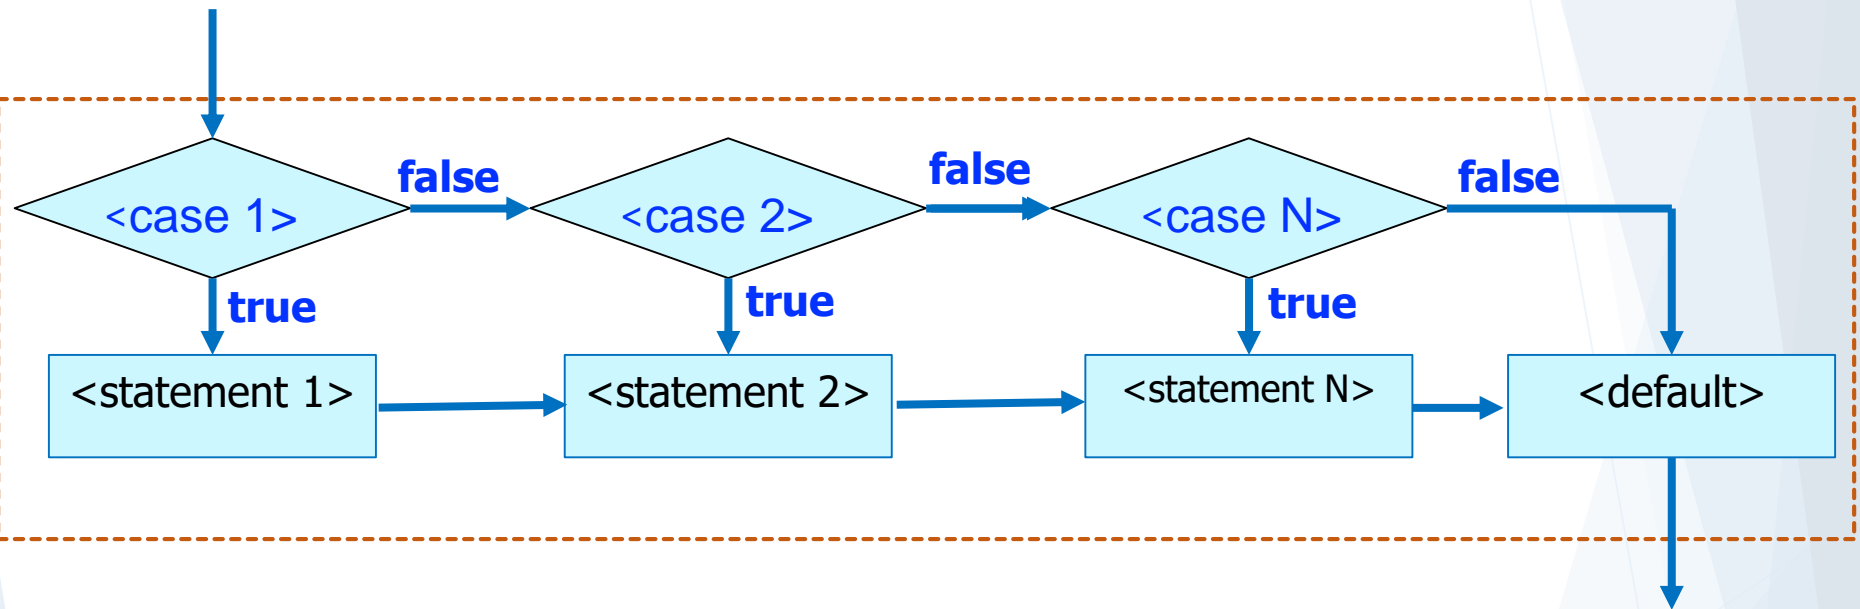 false
false
false
<case 1>
<case 2>
<case N>
true
true
true
<statement 1>
<statement 2>
<statement N>
<default>